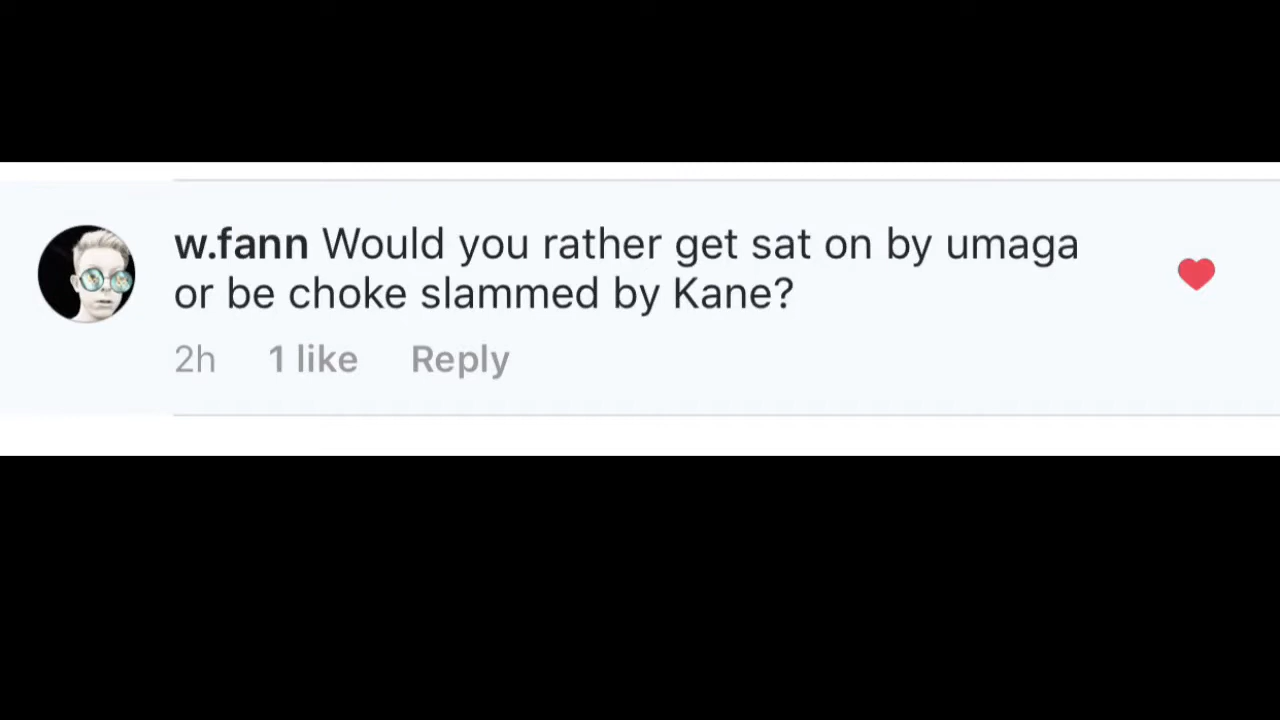 w.fann Would you rather get sat on by umaga
or be choke slammed by Kane?
2h 1 like Reply